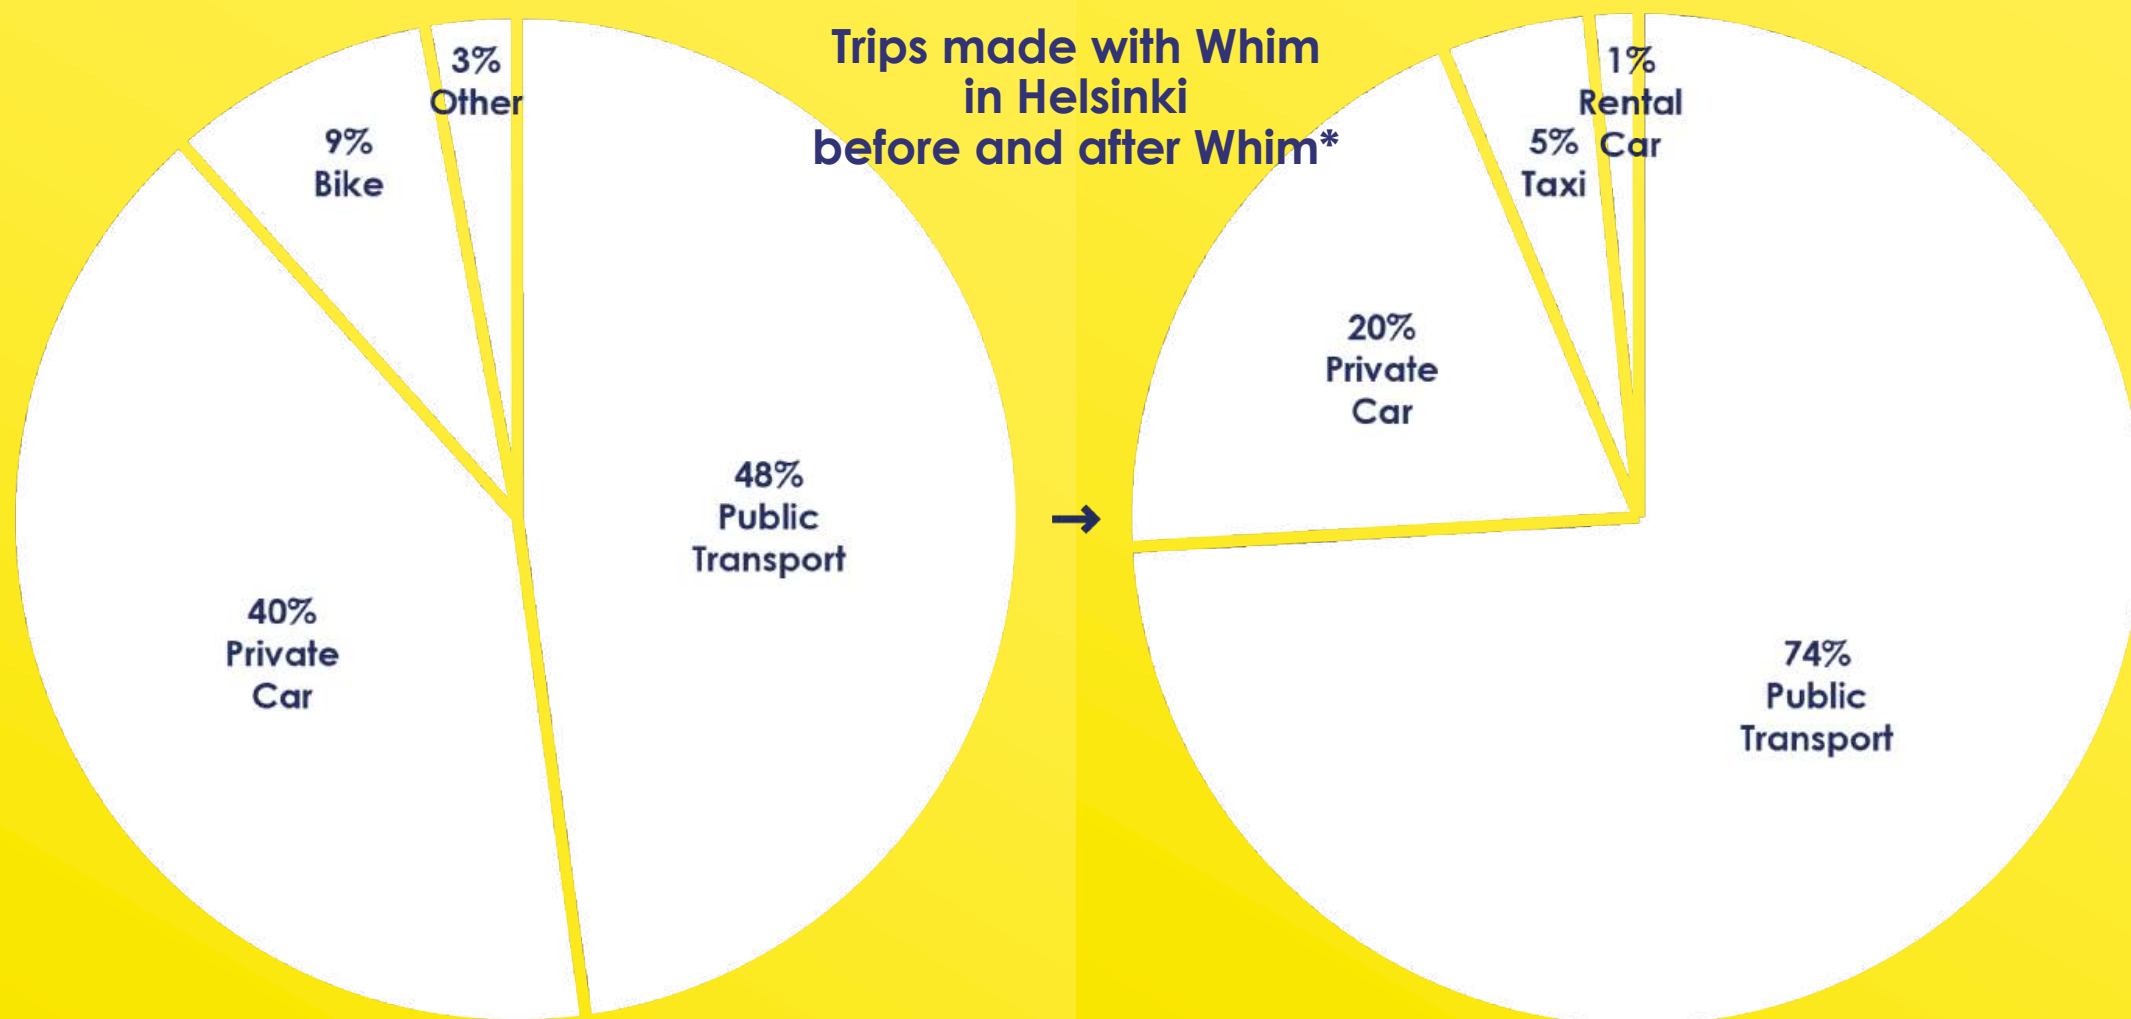 Trips made with Whim
in Helsinki
before and after Whim*
3%
Other
9%
Bike
48%
Public
Transport
40%
Private
Car
→
1%
Rental
Car
5%
Taxi
20%
Private
Car
74%
Public
Transport